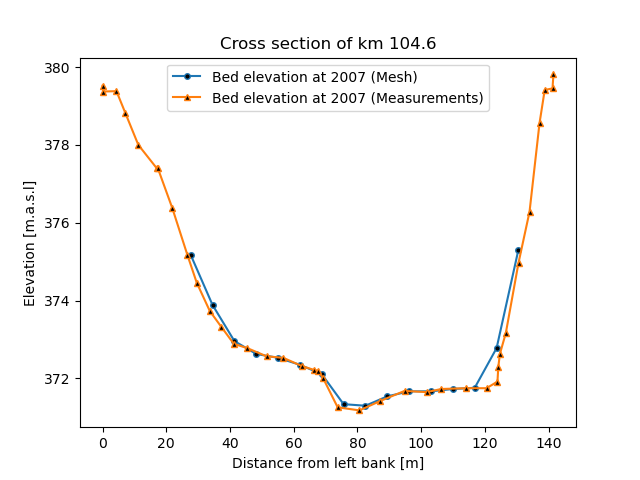 Cross section of km 104.6
Bed elevation at 2007 (Mesh)
Bed elevation at 2007 (Measurements)
Elevation [m.a.s.l]
380
378
376
374
372
0 20 40 60 80 100 120 140
Distance from left bank [m]